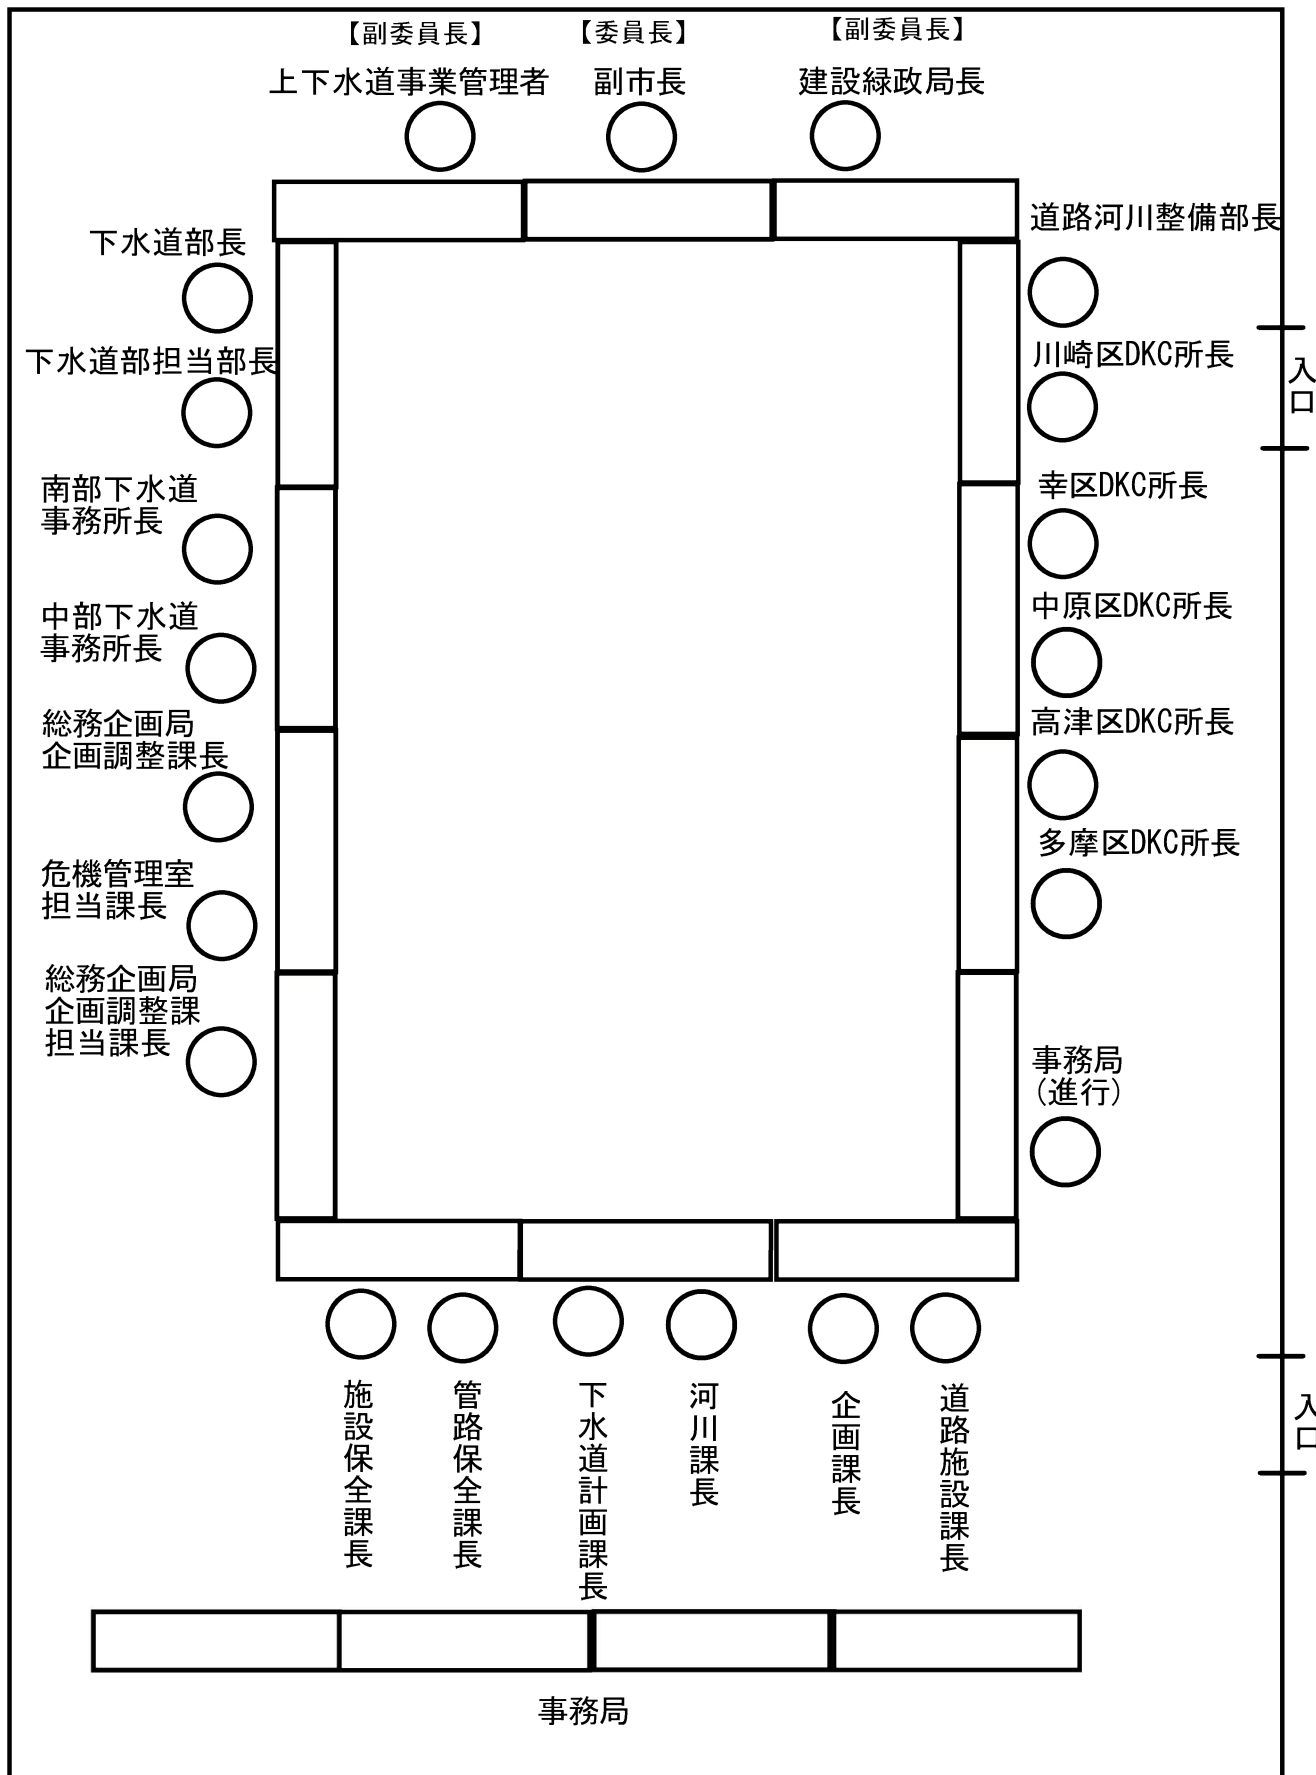 【副委員長】
【委員長】
【副委員長】
上下水道事業管理者
副市長
建設緑政局長
下水道部長
下水道部担当部長
南部下水道
事務所長
中部下水道
事務所長
総務企画局
企画調整課長
危機管理室
担当課長
総務企画局
企画調整課
担当課長
道路河川整備部長
川崎区DKC所長
幸区DKC所長
中原区DKC所長
高津区DKC所長
多摩区DKC所長
事務局
(進行)
入口
入口
施設保全課長
管路保全課長
下水道計画課長
河川課長
企画課長
道路施設課長
事務局